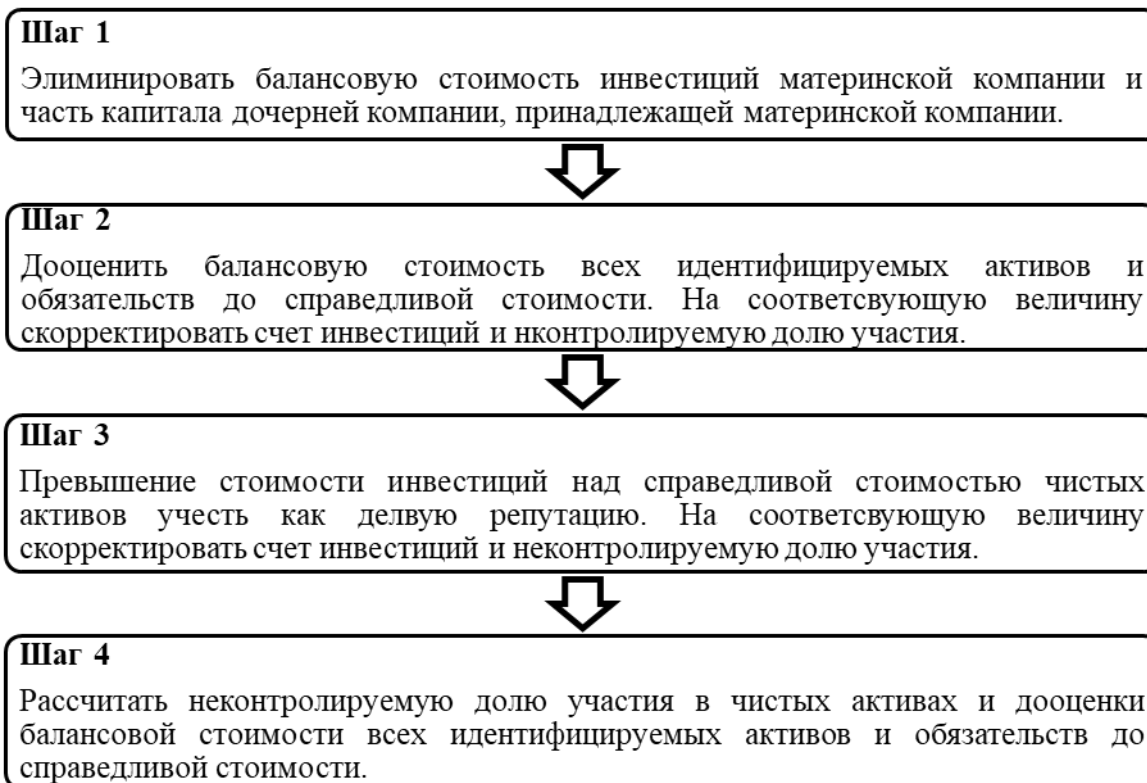 Шаг 1
Элиминировать балансовую стоимость инвестиций материнской компании и
часть капитала дочерней компании, принадлежащей материнской компании.
Шаг 2
Дооценить балансовую стоимость всех идентифицируемых активов и
обязательств до справедливой стоимости. На соответсвующую величину
скорректировать счет инвестиций и нконтролируемую долю участия.
Шаг 3
Превышение стоимости инвестиций над справедливой стоимостью чистых
активов учесть как делвую репутацию. На соответсвующую величину
скорректировать счет инвестиций и неконтролируемую долю участия.
Шаг 4
Рассчитать неконтролируемую долю участия в чистых активах и дооценки
балансовой стоимости всех идентифицируемых активов и обязательств до
справедливой стоимости.